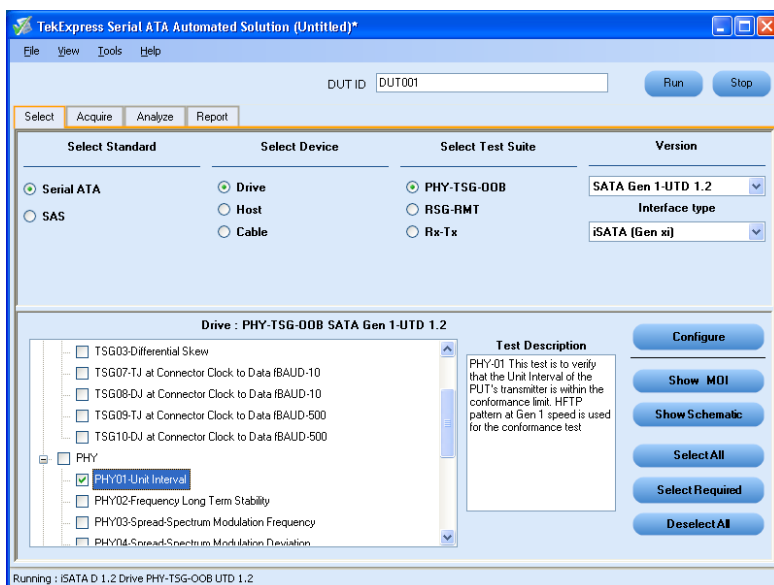 TekExpress Serial ATA Automated Solution (Untitled)*
File View Tools Help
DUT ID DUT001 Run Stop
Select Acquire Analyze Report
Select Standard Select Device Select Test Suite Version
Serial ATA Drive PHY-TSG-OOB SATA Gen 1-UTD 1.2
SAS Host RSG-RMT Interface type
Cable Rx-Tx iSATA (Gen xi)
Drive : PHY-TSG-OOB SATA Gen 1-UTD 1.2
TSG03-Differential Skew
TSG07-TJ at Connector Clock to Data fBAUD-10
TSG08-DJ at Connector Clock to Data fBAUD-10
TSG09-TJ at Connector Clock to Data fBAUD-500
TSG10-DJ at Connector Clock to Data fBAUD-500
PHY
PHY01-Unit Interval
PHY02-Frequency Long Term Stability
PHY03-Spread-Spectrum Modulation Frequency
PHY04-Spread-Spectrum Modulation Deviation
Test Description
PHY-01 This test is to verify
that the Unit Interval of the
PUT's transmitter is within the
conformance limit. HFTP
pattern at Gen 1 speed is used
for the conformance test
Configure
Show MOI
Show Schematic
Select All
Select Required
Deselect All
Running : iSATA D 1.2 Drive PHY-TSG-OOB UTD 1.2